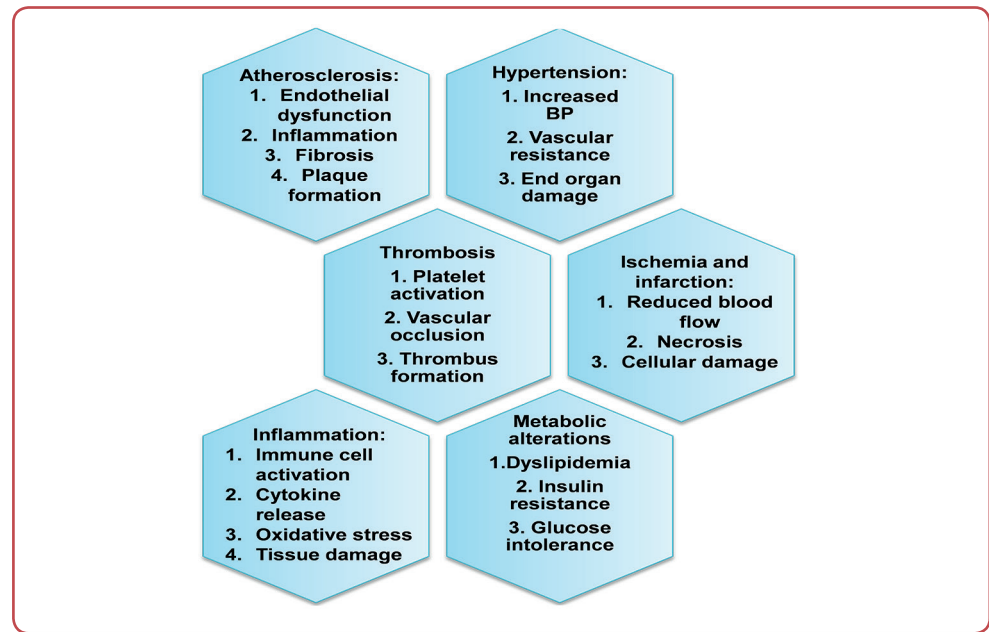 Atherosclerosis:
1. Endothelial
dysfunction
2. Inflammation
3. Fibrosis
4. Plaque
formation
Hypertension:
1. Increased
BP
2. Vascular
resistance
3. End organ
damage
Thrombosis
1. Platelet
activation
2. Vascular
occlusion
3. Thrombus
formation
Ischemia and
infarction:
1. Reduced blood
flow
2. Necrosis
3. Cellular damage
Inflammation:
1. Immune cell
activation
2. Cytokine
release
3. Oxidative stress
4. Tissue damage
Metabolic
alterations
1.Dyslipidemia
2. Insulin
resistance
3. Glucose
intolerance